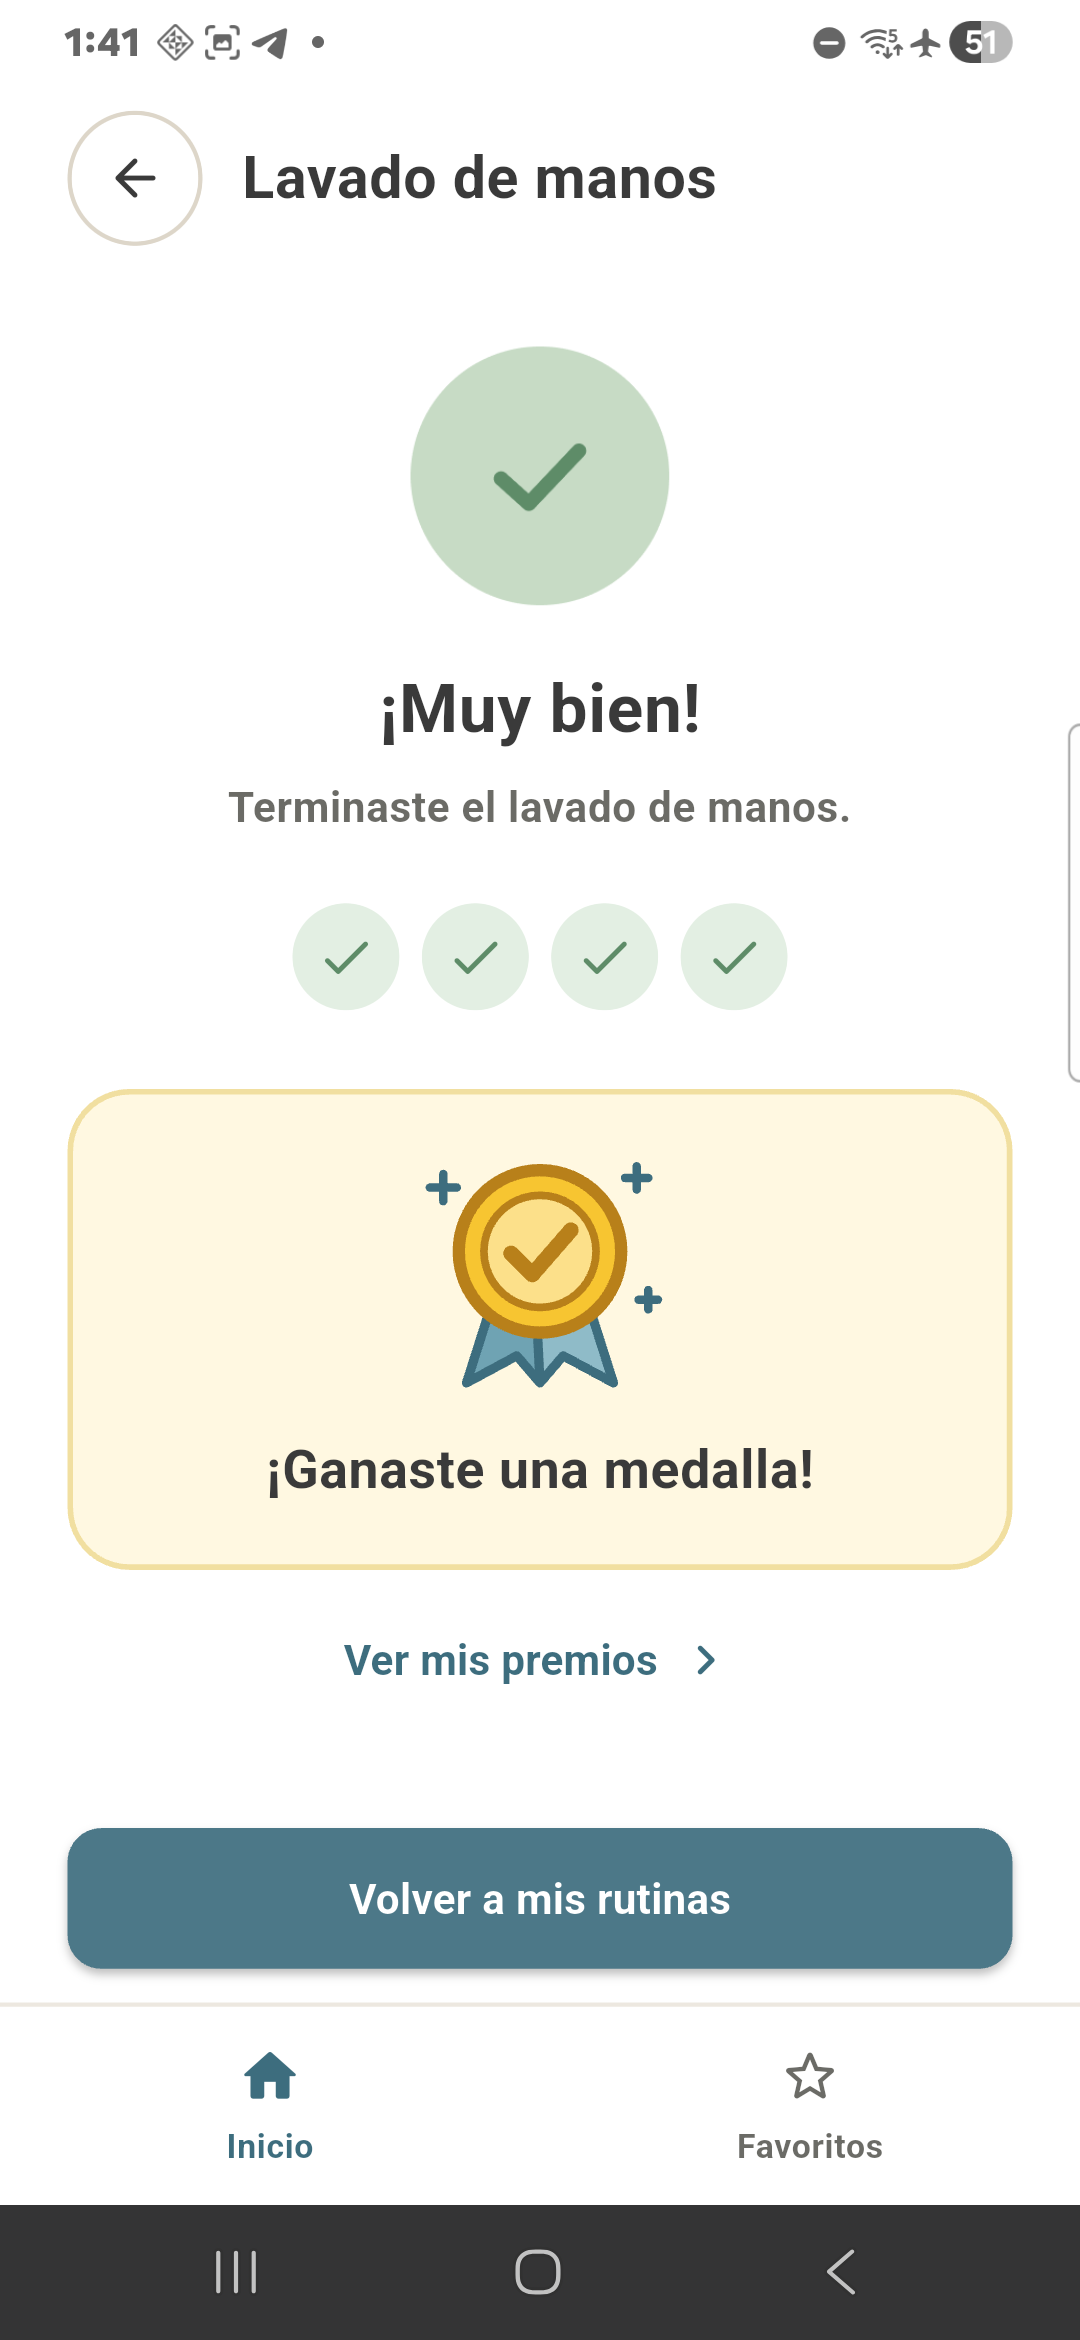 1:41
5
51
Lavado de manos
¡Muy bien!
Terminaste el lavado de manos.
¡Ganaste una medalla!
Ver mis premios
Volver a mis rutinas
Inicio
Favoritos